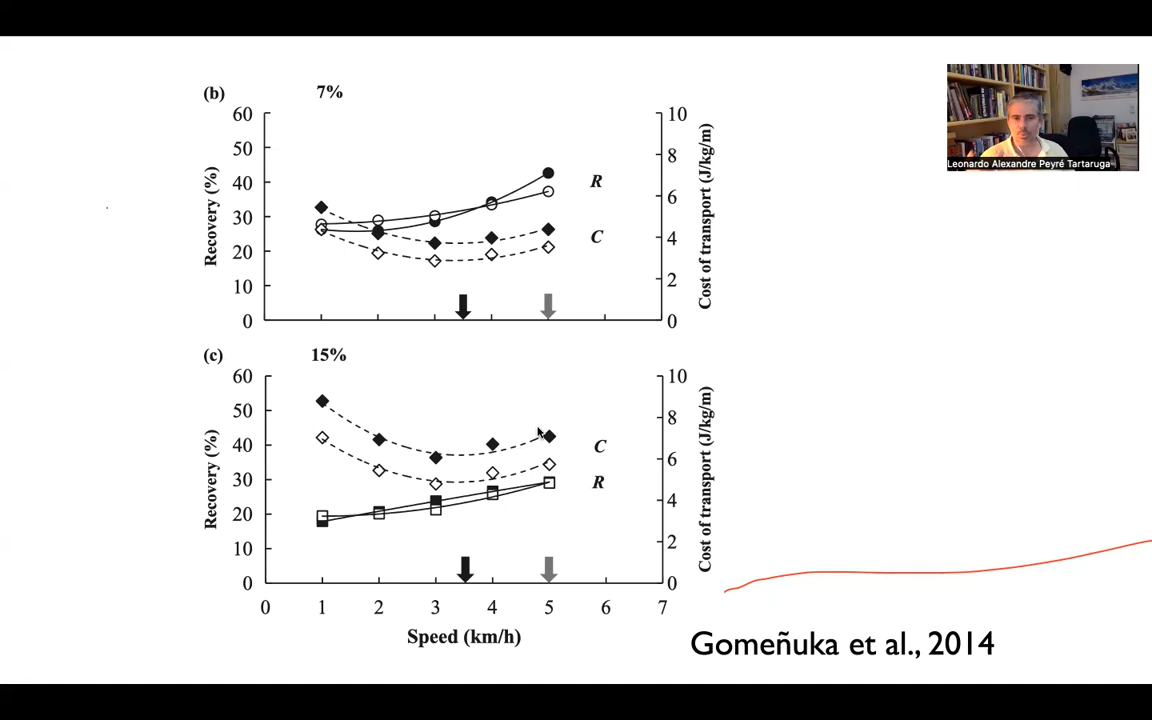 (b) 7%
60 10
50
8
40
R
6
30
C
4
20
2
10
0 0
Recovery (%)
Cost of transport (J/kg/m)
Leonardo Alexandre Peyré Tartaruga
(c) 15%
60 10
50
8
40
C
6
30
R
4
20
2
10
0 0
Recovery (%)
Cost of transport (J/kg/m)
0 1 2 3 4 5 6 7
Speed (km/h)
Gomeñuka et al., 2014